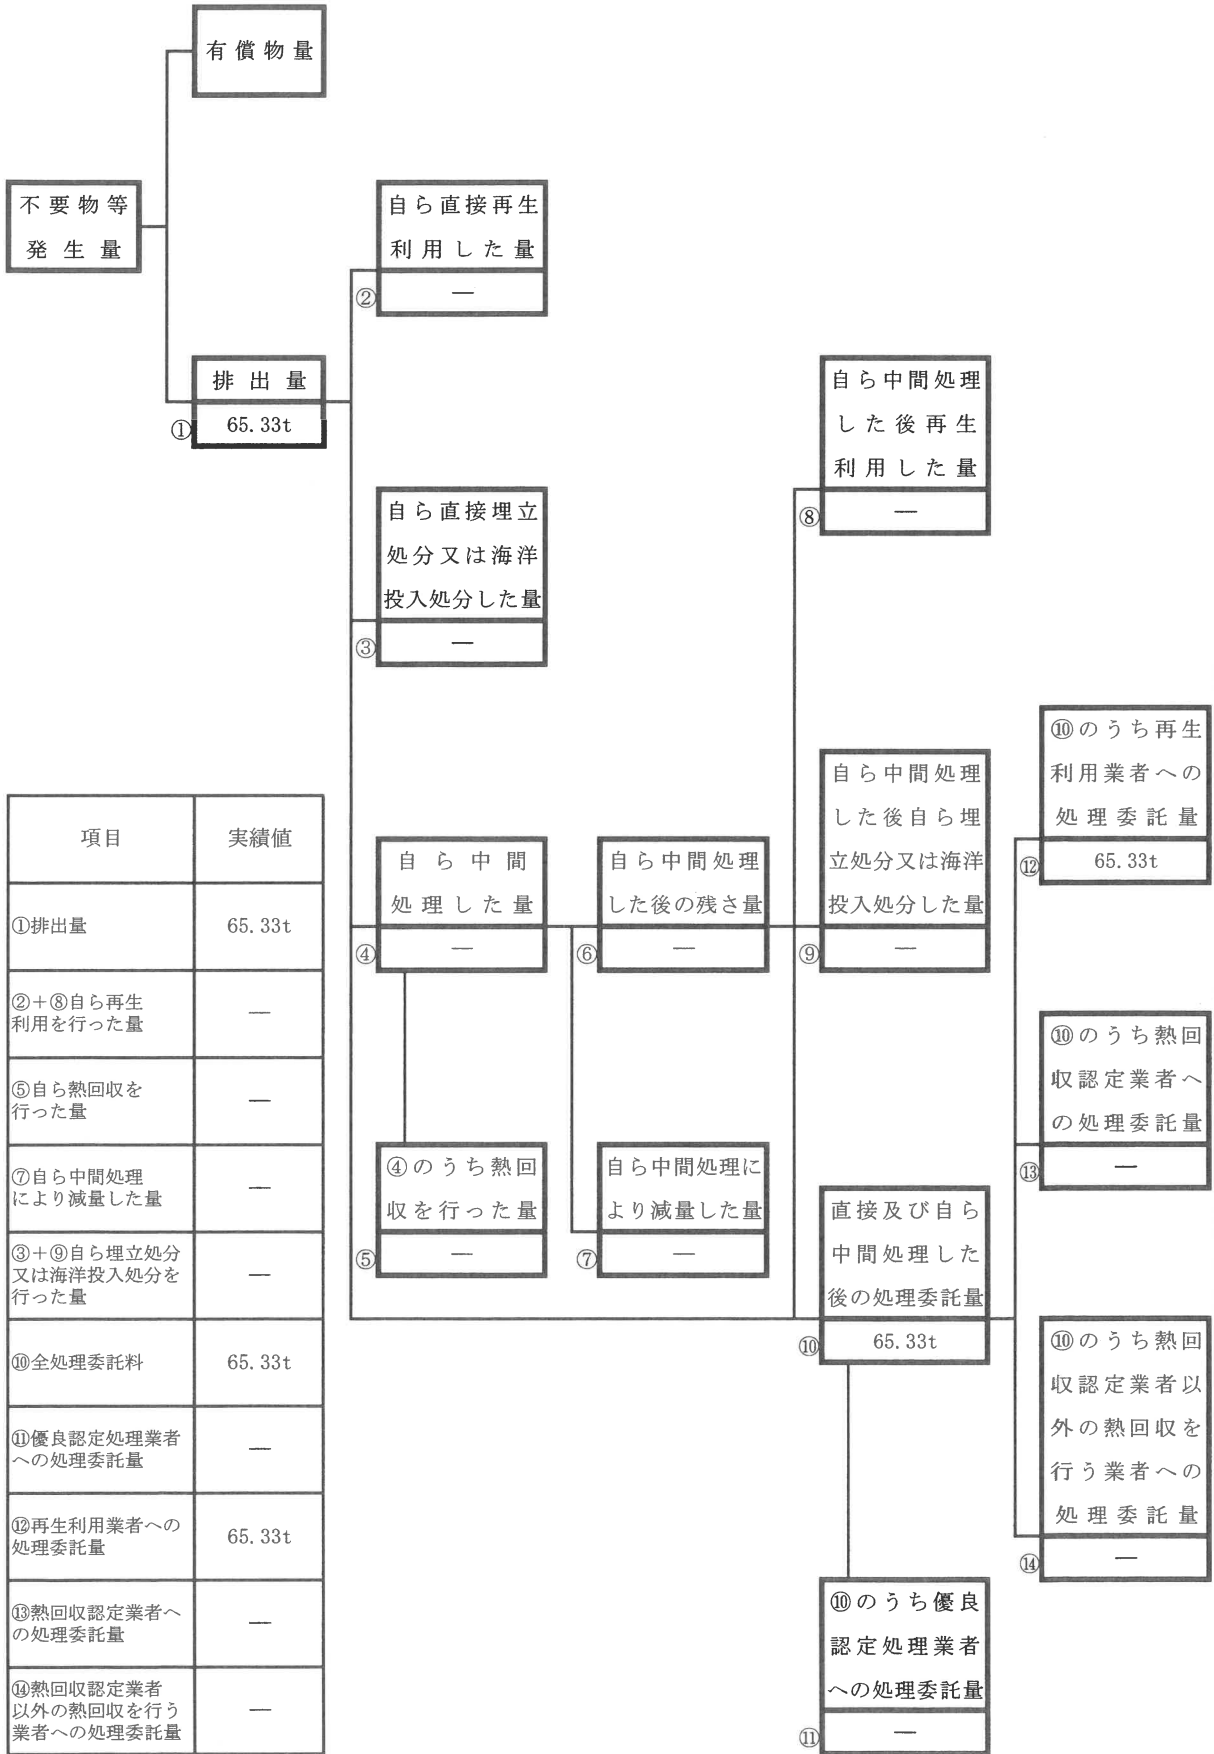 有償物量
不要物等
発生量
排出量
① 65.33t
自ら直接再生
利用した量
② ―
自ら直接埋立
処分又は海洋
投入処分した量
③ ―
自ら中間
処理した量
④ ―
④のうち熱回
収を行った量
⑤ ―
自ら中間処理
した後の残さ量
⑥ ―
自ら中間処理に
より減量した量
⑦ ―
自ら中間処理
した後再生
利用した量
⑧ ―
自ら中間処理
した後自ら埋
立処分又は海洋
投入処分した量
⑨ ―
直接及び自ら
中間処理した
後の処理委託量
⑩ 65.33t
⑩のうち優良
認定処理業者
への処理委託量
⑪ ―
⑩のうち再生
利用業者への
処理委託量
⑫ 65.33t
⑩のうち熱回
収認定業者へ
の処理委託量
⑬ ―
⑩のうち熱回
収認定業者以
外の熱回収を
行う業者への
処理委託量
⑭ ―
項目 実績値
①排出量 65.33t
②+⑧自ら再生
利用を行った量 ―
⑤自ら熱回収を
行った量 ―
⑦自ら中間処理
により減量した量 ―
③+⑨自ら埋立処分
又は海洋投入処分を
行った量 ―
⑩全処理委託料 65.33t
⑪優良認定処理業者
への処理委託量 ―
⑫再生利用業者への
処理委託量 65.33t
⑬熱回収認定業者へ
の処理委託量 ―
⑭熱回収認定業者
以外の熱回収を行う
業者への処理委託量 ―